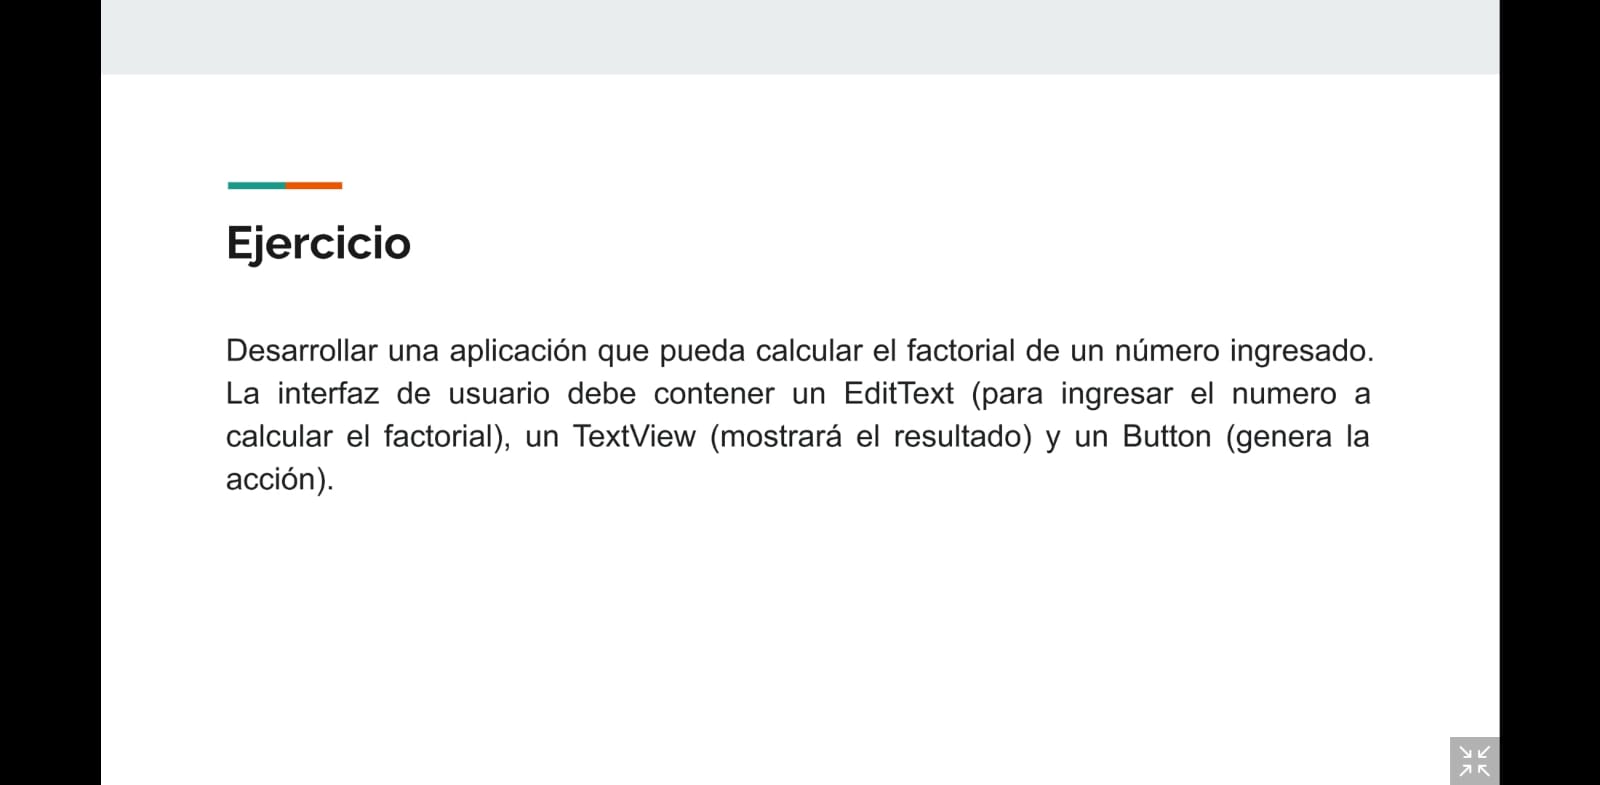 Ejercicio
Desarrollar una aplicación que pueda calcular el factorial de un número ingresado.
La interfaz de usuario debe contener un EditText (para ingresar el numero a
calcular el factorial), un TextView (mostrará el resultado) y un Button (genera la
acción).